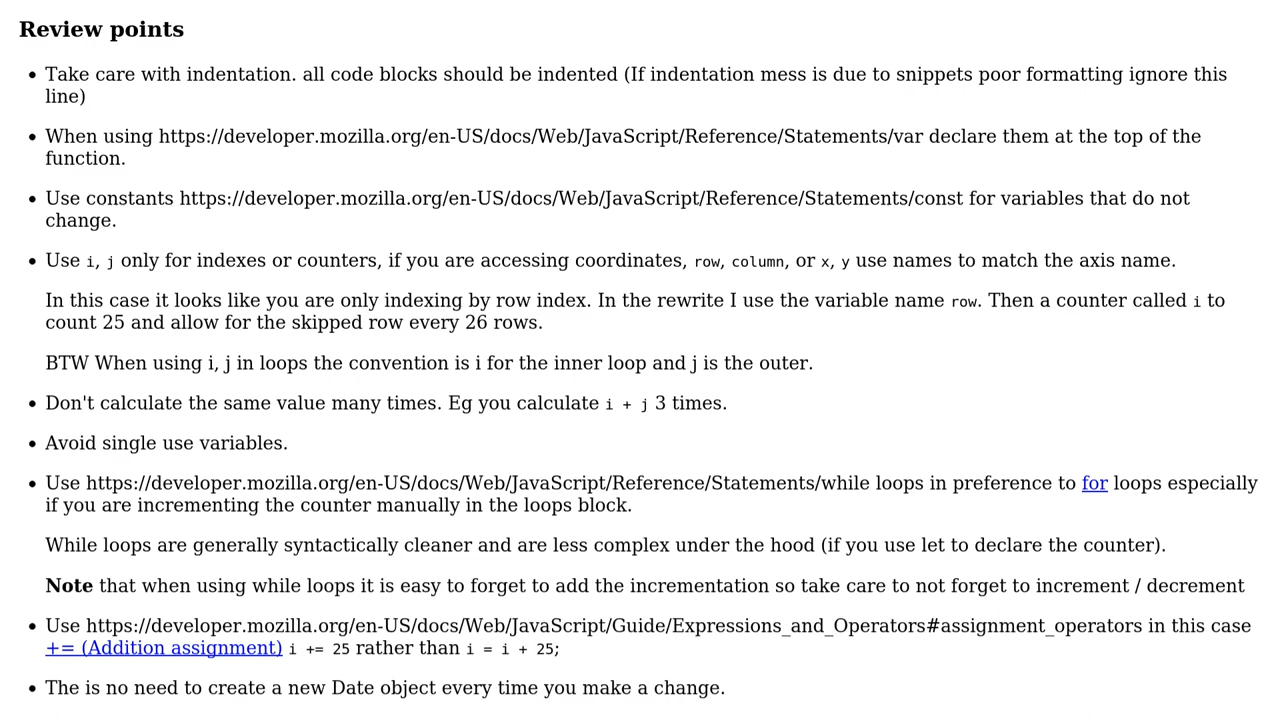 Review points
Take care with indentation. all code blocks should be indented (If indentation mess is due to snippets poor formatting ignore this
line)
When using https://developer.mozilla.org/en-US/docs/Web/JavaScript/Reference/Statements/var declare them at the top of the
function.
Use constants https://developer.mozilla.org/en-US/docs/Web/JavaScript/Reference/Statements/const for variables that do not
change.
Use i, j only for indexes or counters, if you are accessing coordinates, row, column, or x, y use names to match the axis name.
In this case it looks like you are only indexing by row index. In the rewrite I use the variable name row. Then a counter called i to
count 25 and allow for the skipped row every 26 rows.
BTW When using i, j in loops the convention is i for the inner loop and j is the outer.
Don't calculate the same value many times. Eg you calculate i + j 3 times.
Avoid single use variables.
Use https://developer.mozilla.org/en-US/docs/Web/JavaScript/Reference/Statements/while loops in preference to for loops especially
if you are incrementing the counter manually in the loops block.
While loops are generally syntactically cleaner and are less complex under the hood (if you use let to declare the counter).
Note that when using while loops it is easy to forget to add the incrementation so take care to not forget to increment / decrement
Use https://developer.mozilla.org/en-US/docs/Web/JavaScript/Guide/Expressions_and_Operators#assignment_operators in this case
+= (Addition assignment) i += 25 rather than i = i + 25;
The is no need to create a new Date object every time you make a change.